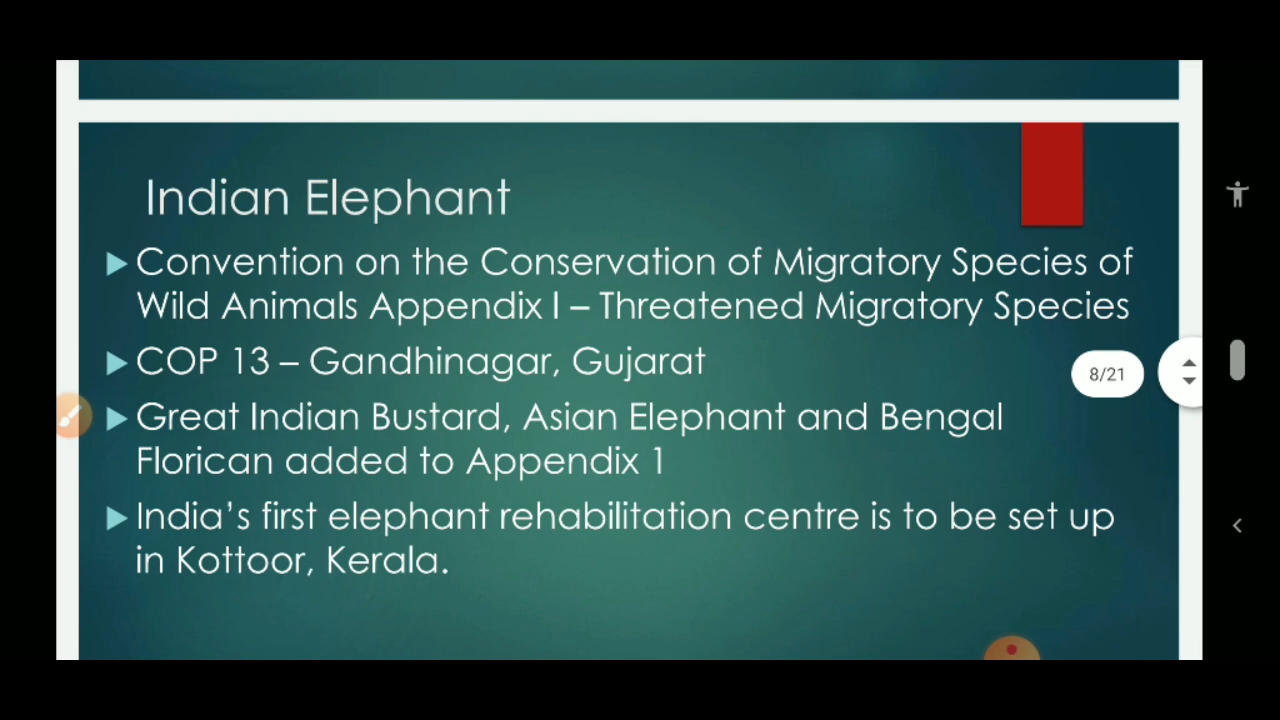 Indian Elephant
Convention on the Conservation of Migratory Species of
Wild Animals Appendix I – Threatened Migratory Species
COP 13 – Gandhinagar, Gujarat
8/21
Great Indian Bustard, Asian Elephant and Bengal
Florican added to Appendix 1
India’s first elephant rehabilitation centre is to be set up
in Kottoor, Kerala.